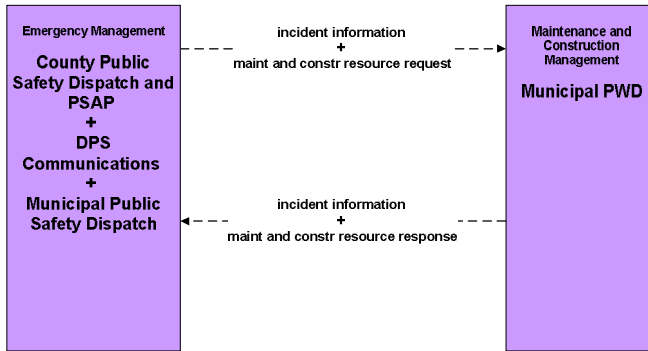 Emergency Management
County Public
Safety Dispatch and
PSAP
+
DPS
Communications
+
Municipal Public
Safety Dispatch
incident information
+
maint and constr resource request
incident information
+
maint and constr resource response
Maintenance and
Construction
Management
Municipal PWD